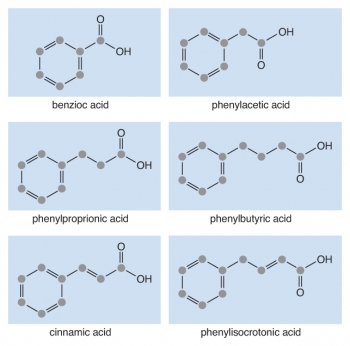 O
OH
benzioc acid
OH
O
phenylacetic acid
O
OH
phenylproprionic acid
OH
O
phenylbutyric acid
O
OH
cinnamic acid
OH
O
phenylisocrotonic acid